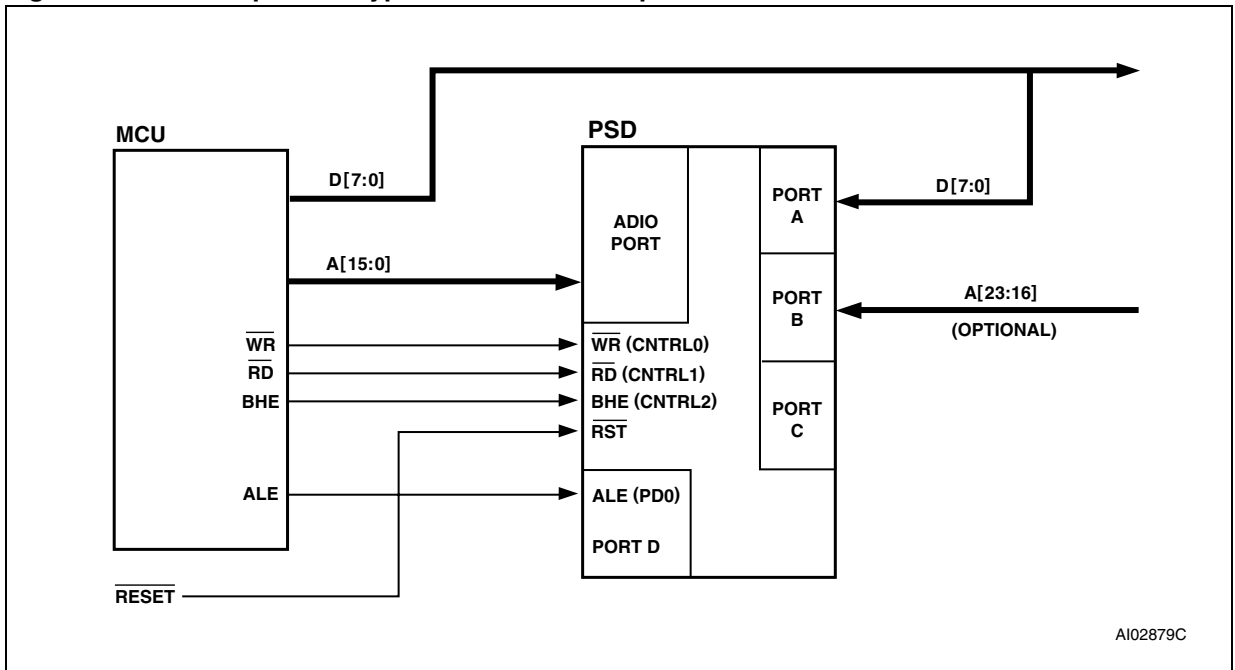 MCU
PSD
D[7:0]
D[7:0]
PORT
A
ADIO
PORT
A[15:0]
PORT
B
A[23:16]
(OPTIONAL)
WR
WR (CNTRL0)
RD
RD (CNTRL1)
BHE
BHE (CNTRL2)
PORT
C
RST
ALE
ALE (PD0)
PORT D
RESET
AI02879C